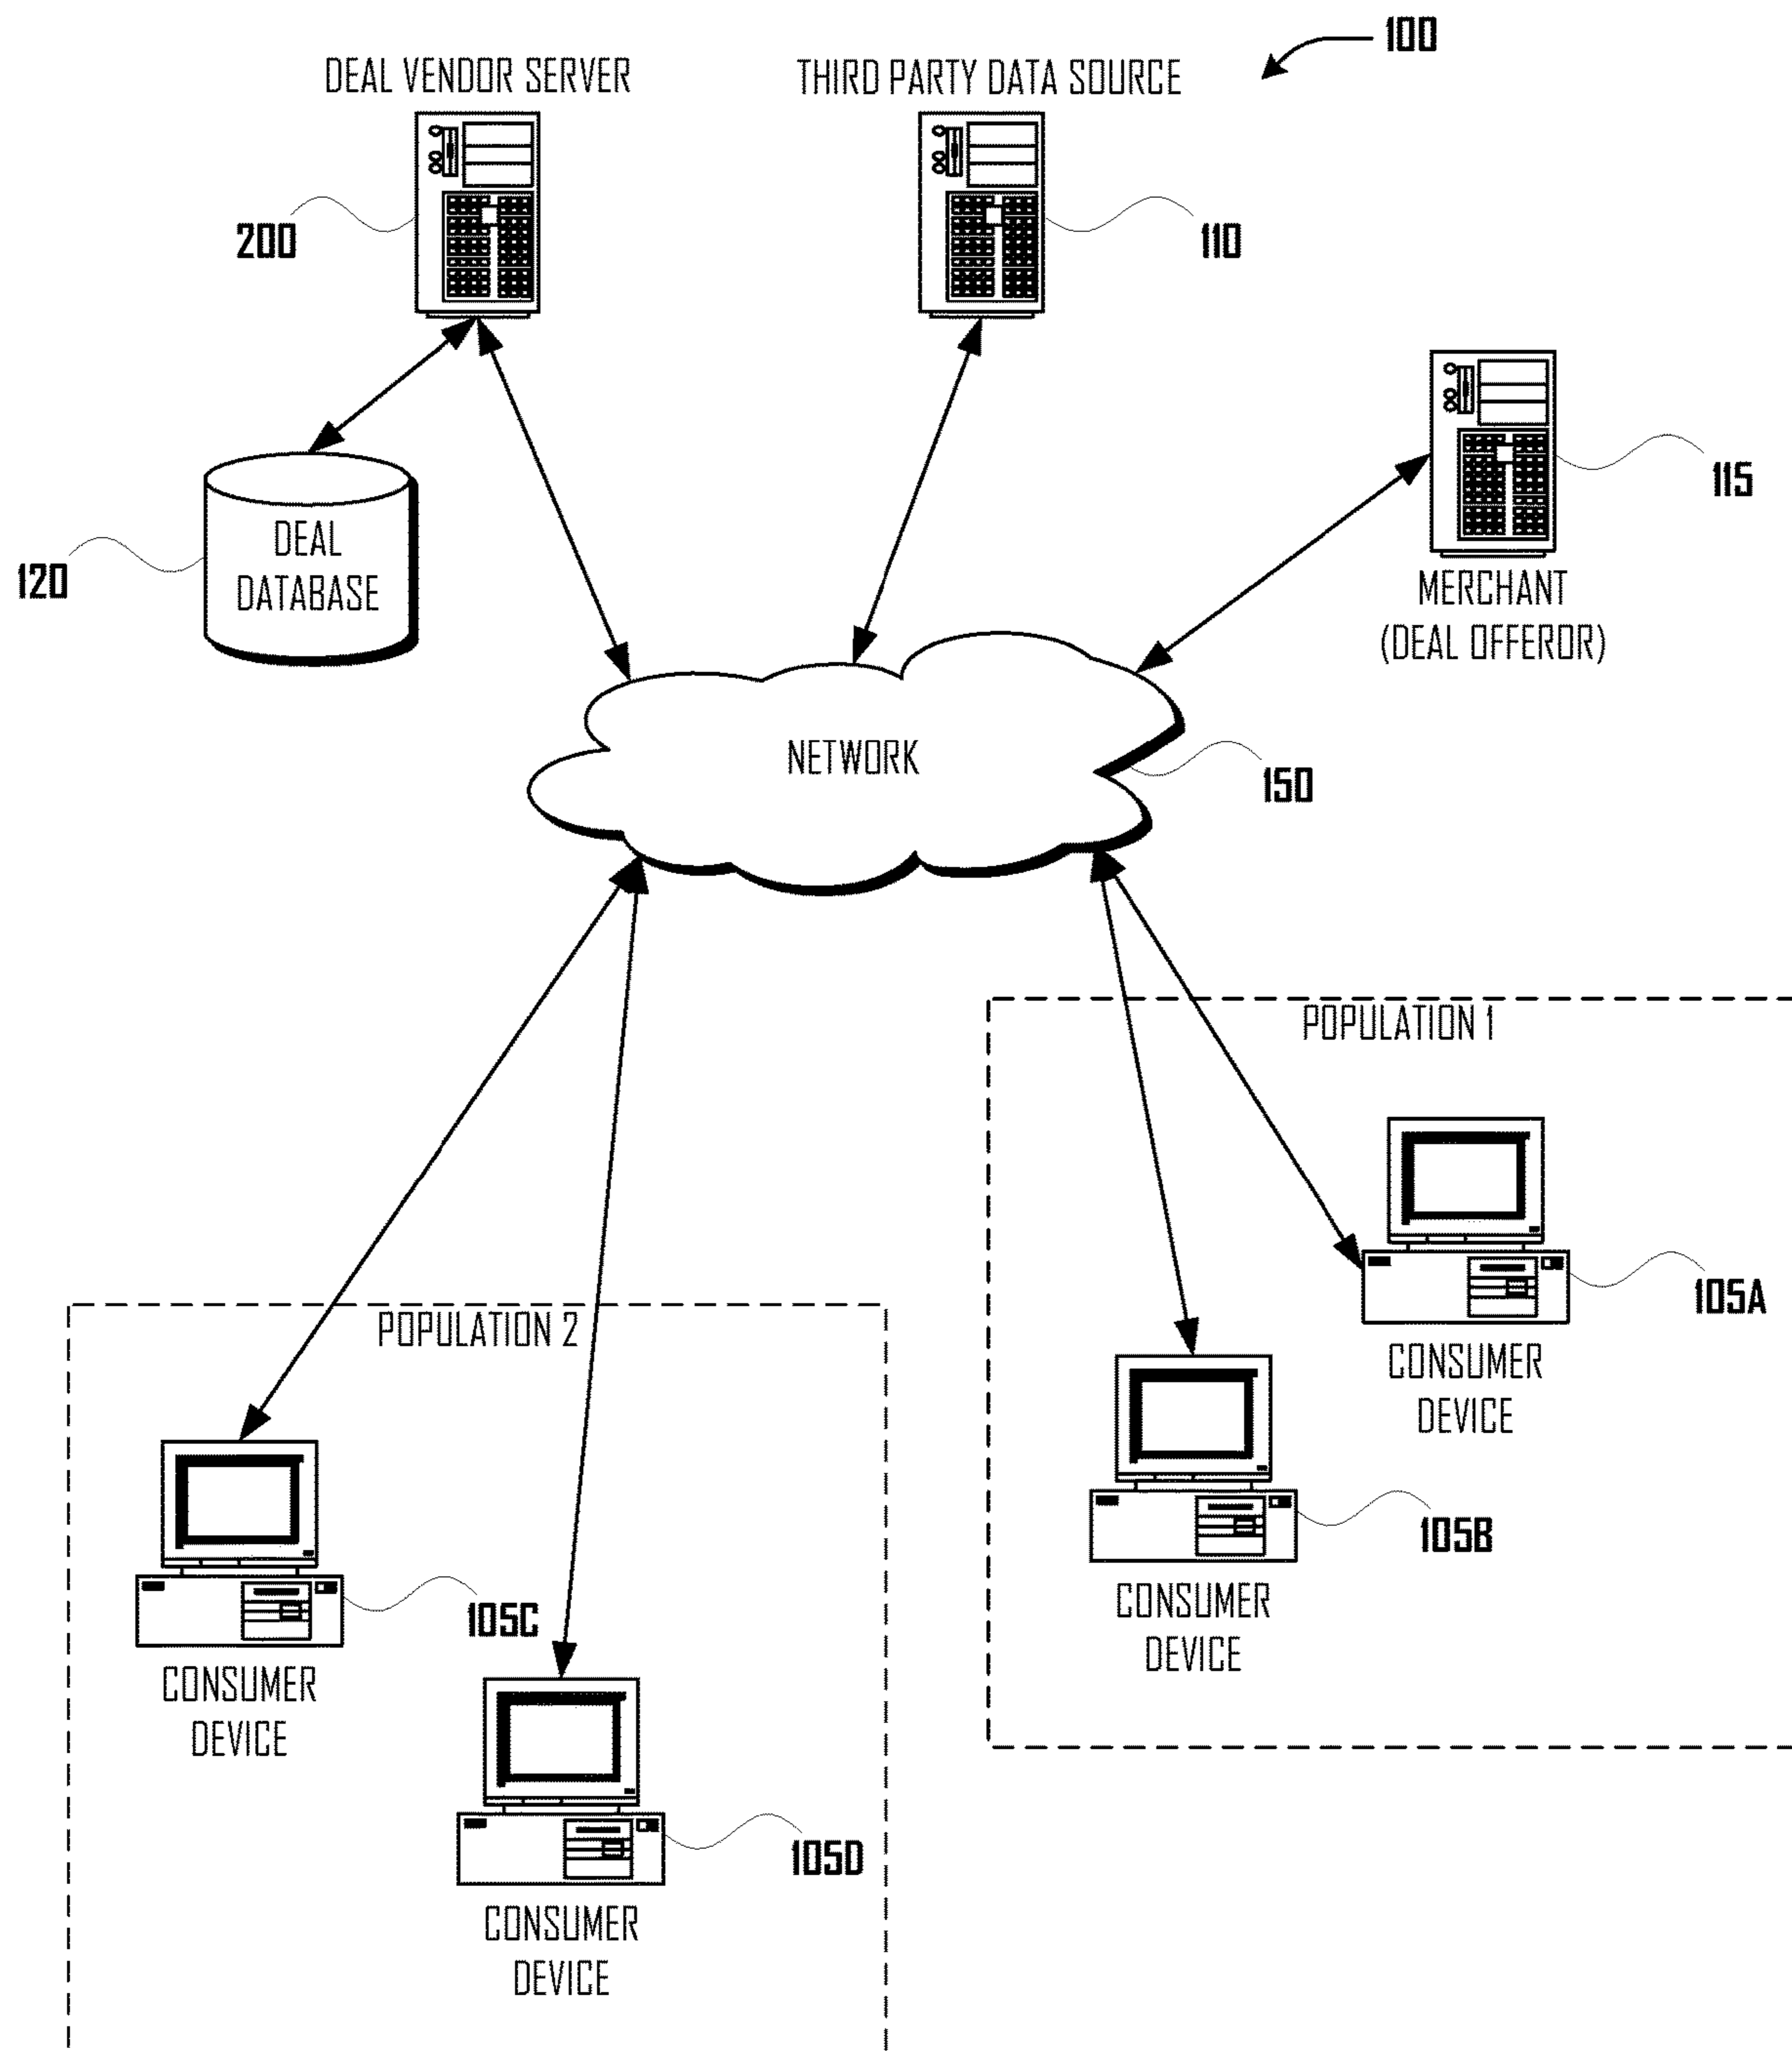 100
DEAL VENDOR SERVER
THIRD PARTY DATA SOURCE
200
110
115
DEAL
DATABASE
120
MERCHANT
(DEAL OFFEROR)
NETWORK
150
POPULATION 1
105A
CONSUMER
DEVICE
105B
CONSUMER
DEVICE
POPULATION 2
105C
CONSUMER
DEVICE
105D
CONSUMER
DEVICE